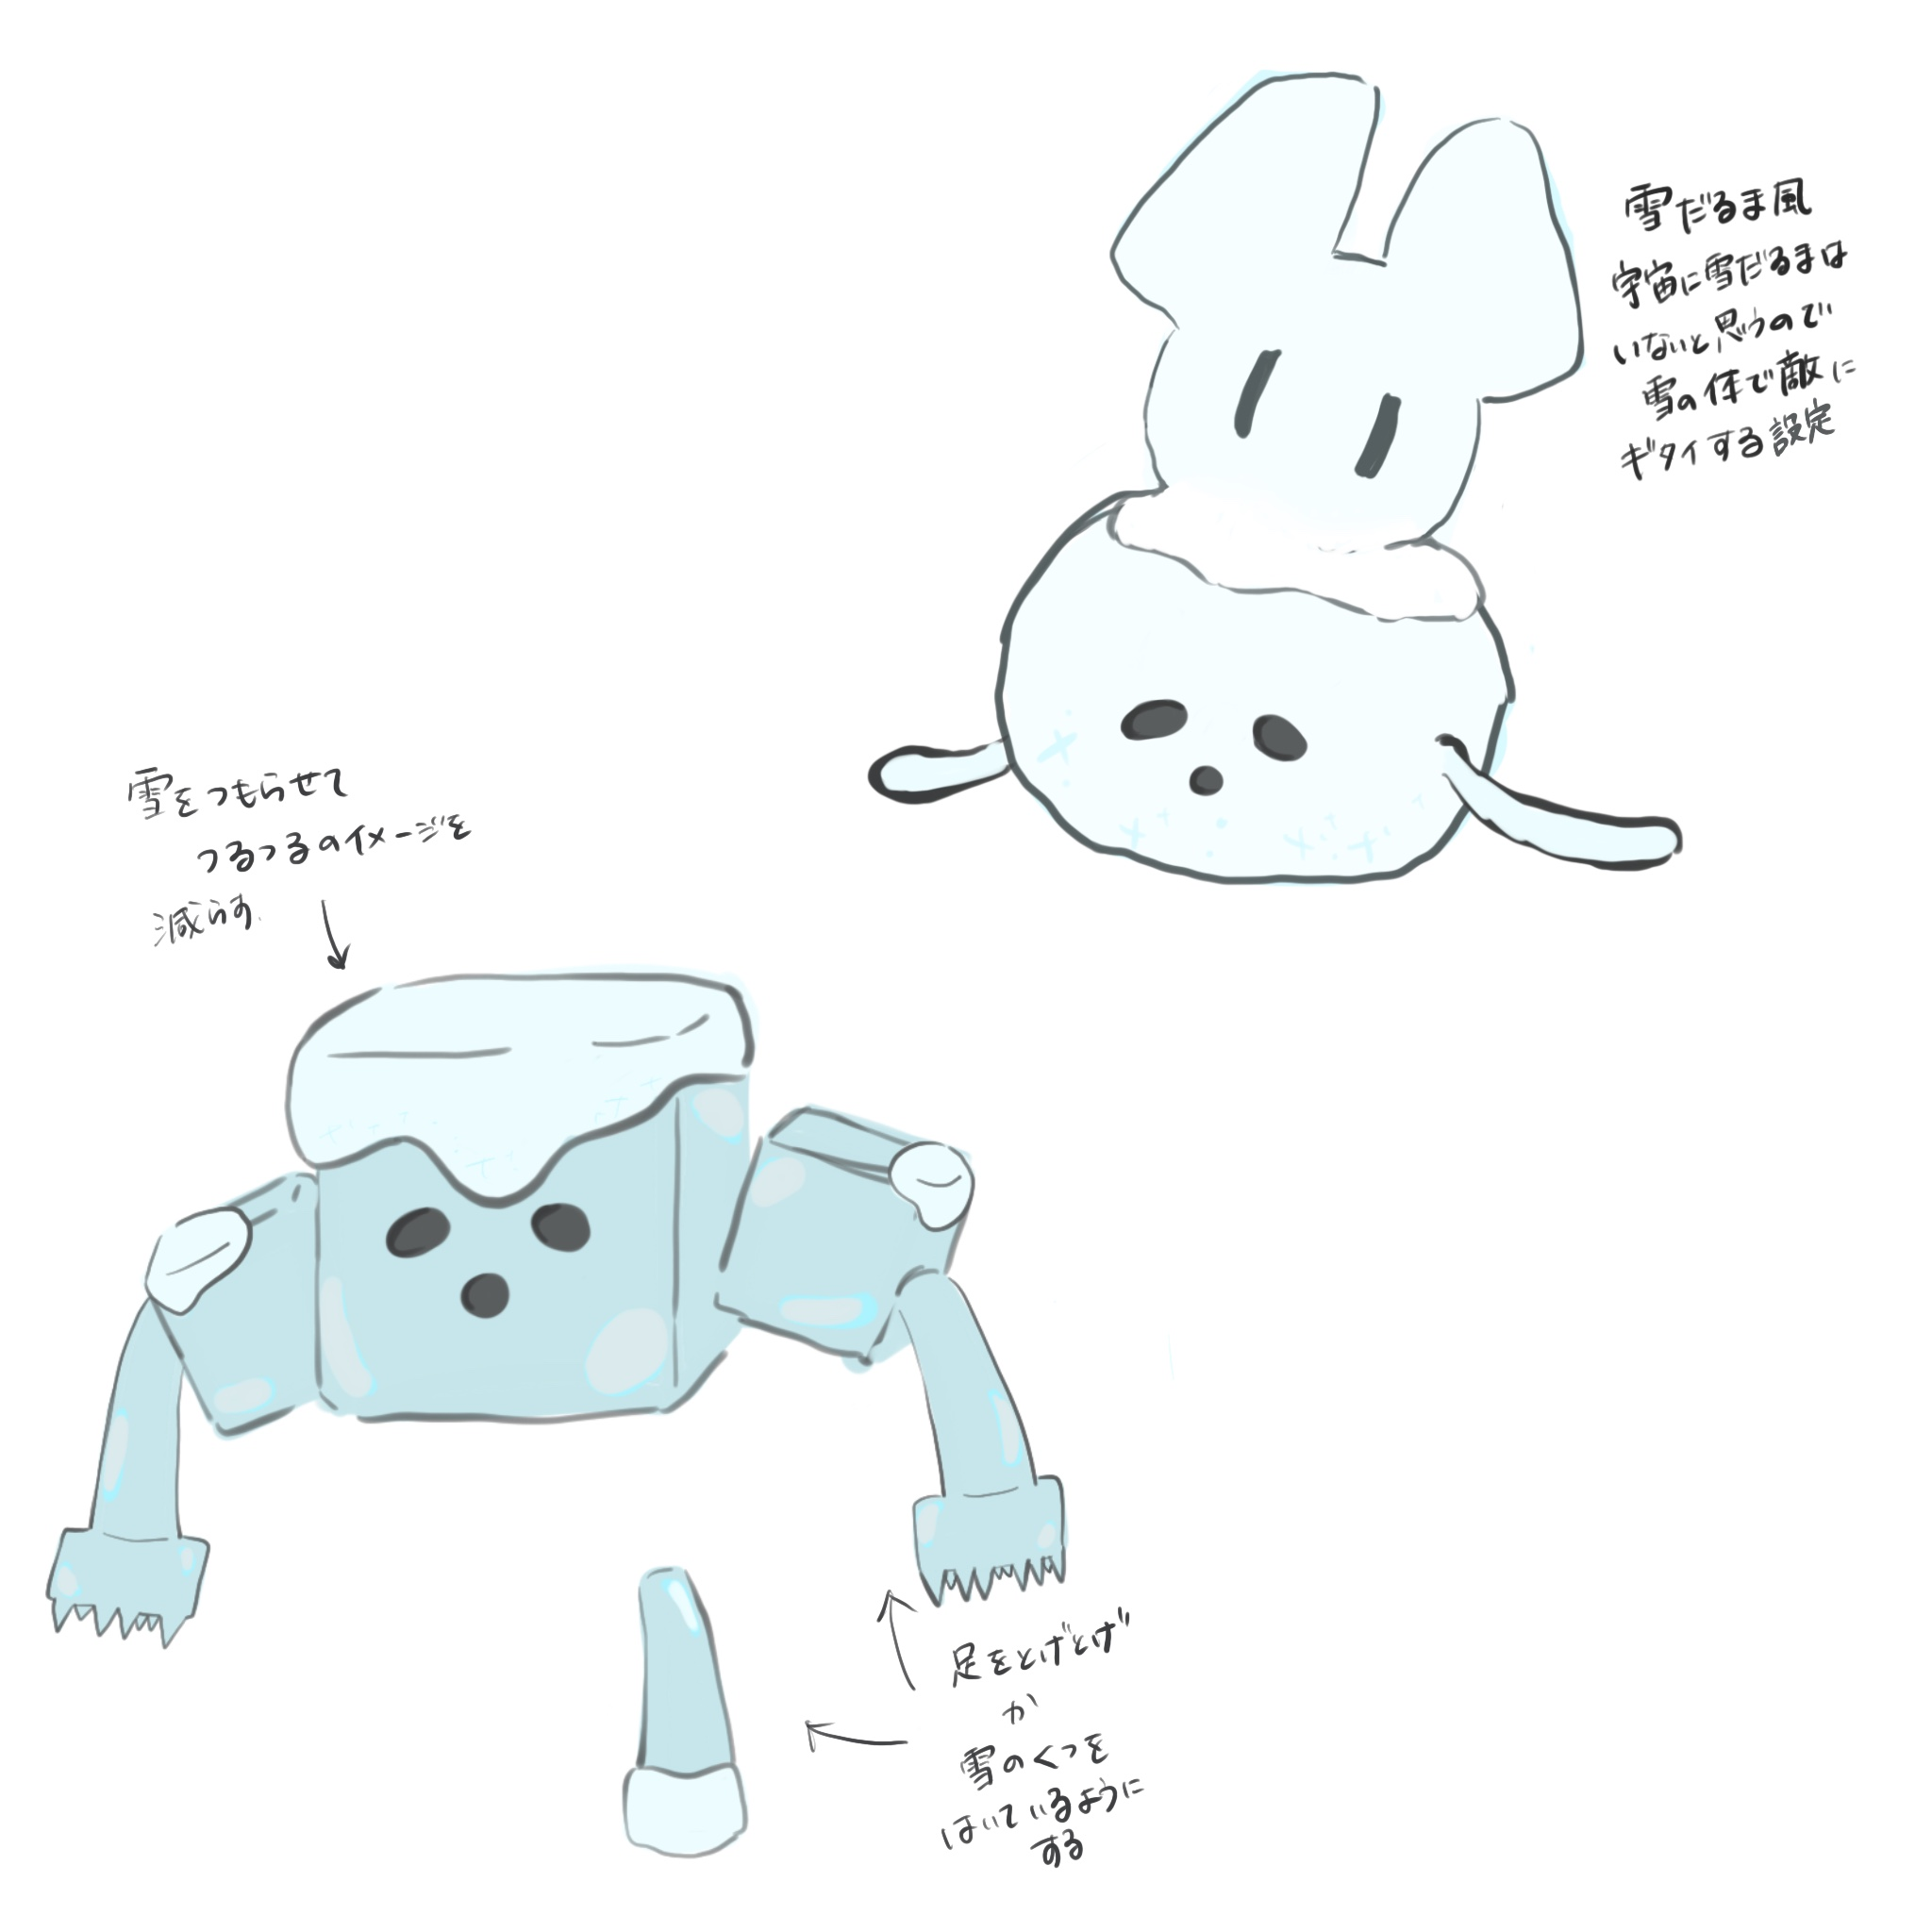 雪だるま風
宇宙に雪だるまは
いないと思うので
雪の体で敵に
ギタイする設定
雪をつもらせて
つるつるのイメージを
減らす.
足をとげとげ
か
雪のくつを
はいているように
する